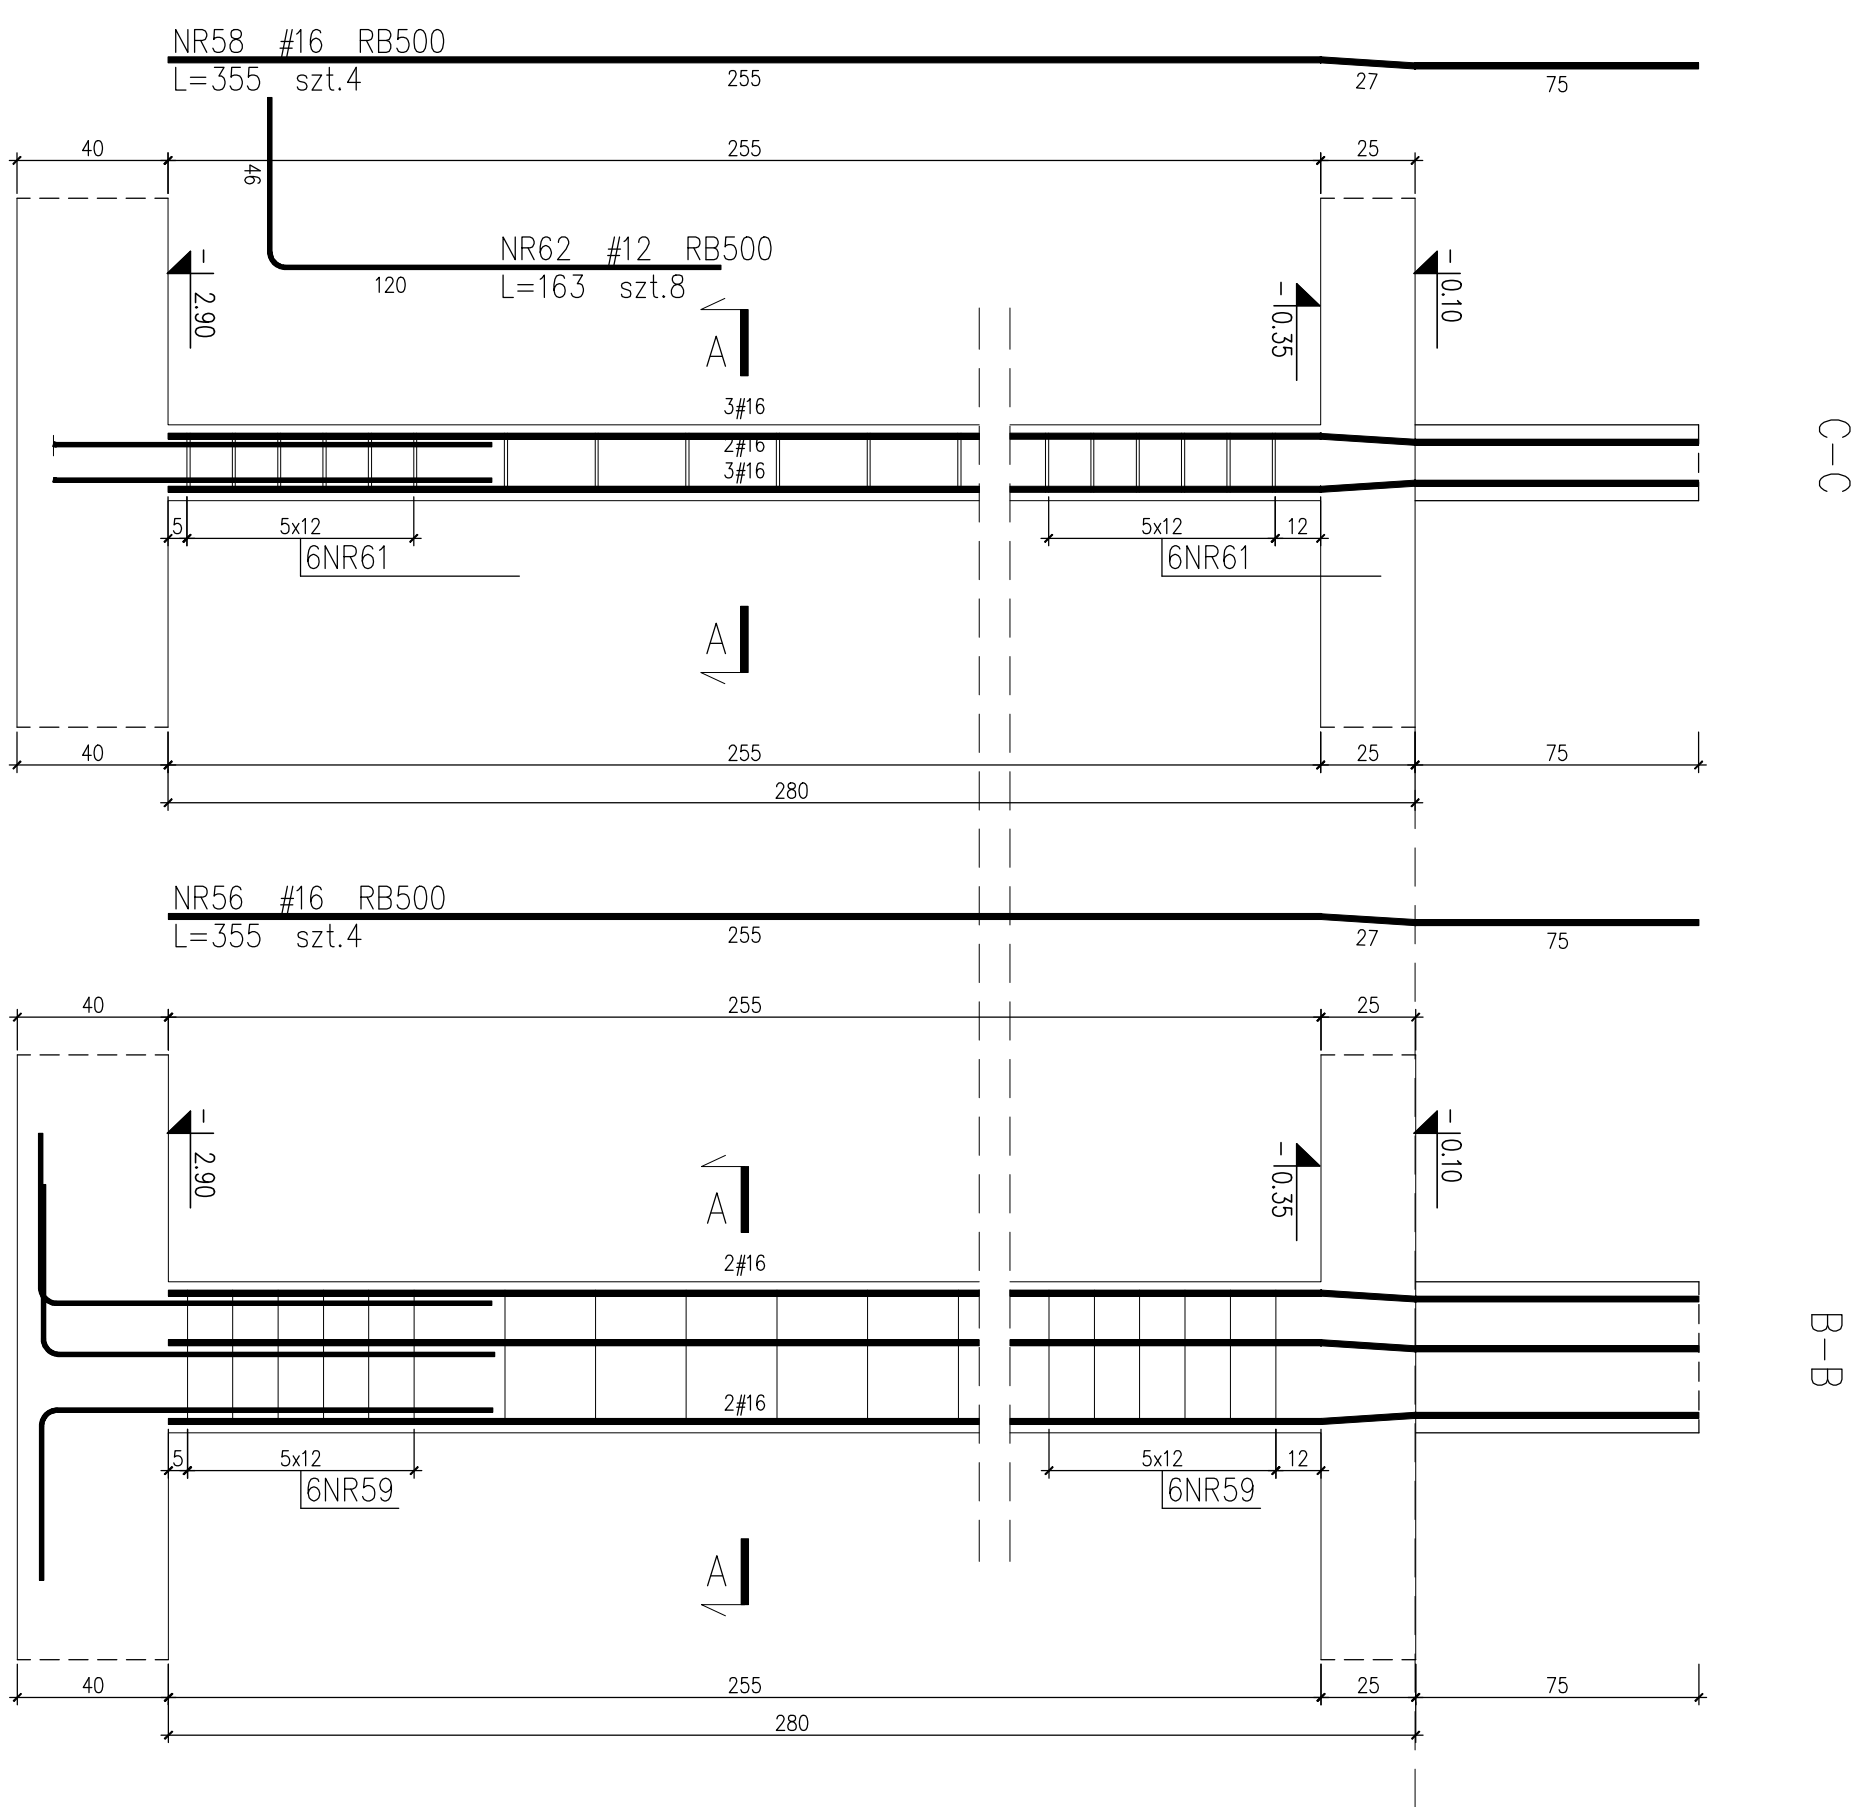 NR58 #16 RB500
L=355 szt.4
255
27
75
40
255
25
46
NR62 #12 RB500
L=163 szt.8
120
-2.90
-0.35
-0.10
A
3#16
2#16
3#16
C-C
5
5x12
6NR61
5x12
12
6NR61
A
40
255
25
75
280
NR56 #16 RB500
L=355 szt.4
255
27
75
40
255
25
-2.90
-0.35
-0.10
A
2#16
B-B
2#16
5
5x12
6NR59
5x12
12
6NR59
A
40
255
25
75
280